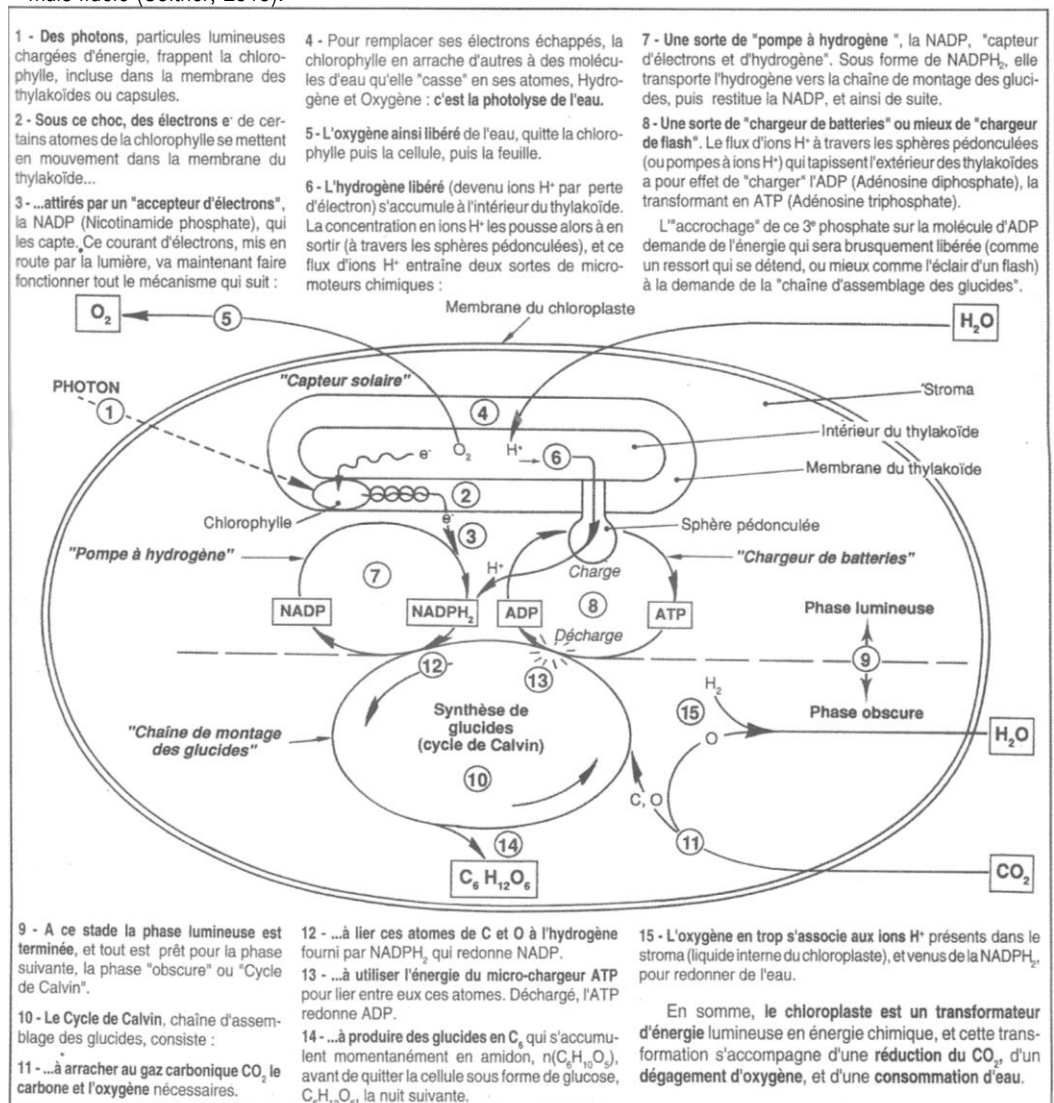 1 - Des photons, particules lumineuses
chargées d'énergie, frappent la chloro-
phylle, incluse dans la membrane des
thylakoïdes ou capsules.
2 - Sous ce choc, des électrons e- de cer-
tains atomes de la chlorophylle se mettent
en mouvement dans la membrane du
thylakoïde...
3 - ...attirés par un "accepteur d'électrons",
la NADP (Nicotinamide phosphate), qui
les capte. Ce courant d'électrons, mis en
route par la lumière, va maintenant faire
fonctionner tout le mécanisme qui suit :
4 - Pour remplacer ses électrons échappés, la
chlorophylle en arrache d'autres à des molécu-
les d'eau qu'elle "casse" en ses atomes, Hydro-
gène et Oxygène : c'est la photolyse de l'eau.
5 - L'oxygène ainsi libéré de l'eau, quitte la chloro-
phylle puis la cellule, puis la feuille.
6 - L'hydrogène libéré (devenu ions H+ par perte
d'électron) s'accumule à l'intérieur du thylakoïde.
La concentration en ions H+ les pousse alors à en
sortir (à travers les sphères pédonculées), et ce
flux d'ions H+ entraîne deux sortes de micro-
moteurs chimiques :
7 - Une sorte de "pompe à hydrogène ", la NADP, "capteur
d'électrons et d'hydrogène". Sous forme de NADPH2, elle
transporte l'hydrogène vers la chaîne de montage des gluci-
des, puis restitue la NADP, et ainsi de suite.
8 - Une sorte de "chargeur de batteries" ou mieux de "chargeur
de flash". Le flux d'ions H+ à travers les sphères pédonculées
(ou pompes à ions H+) qui tapissent l'extérieur des thylakoïdes
a pour effet de "charger" l'ADP (Adénosine diphosphate), la
transformant en ATP (Adénosine triphosphate).
L'"accrochage" de ce 3e phosphate sur la molécule d'ADP
demande de l'énergie qui sera brusquement libérée (comme
un ressort qui se détend, ou mieux comme l'éclair d'un flash)
à la demande de la "chaîne d'assemblage des glucides".
Membrane du chloroplaste
O2
5
H2O
PHOTON
1
"Capteur solaire"
4
Stroma
Intérieur du thylakoïde
e-
O2
H+
6
Membrane du thylakoïde
2
Chlorophylle
e-
3
Sphère pédonculée
"Pompe à hydrogène"
H+
Charge
"Chargeur de batteries"
7
8
NADP
NADPH2
ADP
ATP
Phase lumineuse
Décharge
9
12
13
H2
Phase obscure
Synthèse de
glucides
(cycle de Calvin)
15
O
H2O
"Chaîne de montage
des glucides"
10
C, O
11
14
CO2
C6 H12O6
9 - A ce stade la phase lumineuse est
terminée, et tout est prêt pour la phase
suivante, la phase "obscure" ou "Cycle
de Calvin".
10 - Le Cycle de Calvin, chaîne d'assem-
blage des glucides, consiste :
11 - ...à arracher au gaz carbonique CO2 le
carbone et l'oxygène nécessaires.
12 - ...à lier ces atomes de C et O à l'hydrogène
fourni par NADPH2 qui redonne NADP.
13 - ...à utiliser l'énergie du micro-chargeur ATP
pour lier entre eux ces atomes. Déchargé, l'ATP
redonne ADP.
14 - ...à produire des glucides en C6 qui s'accumu-
lent momentanément en amidon, n(C6H10O5),
avant de quitter la cellule sous forme de glucose,
C6H12O6, la nuit suivante.
15 - L'oxygène en trop s'associe aux ions H+ présents dans le
stroma (liquide interne du chloroplaste), et venus de la NADPH2,
pour redonner de l'eau.
En somme, le chloroplaste est un transformateur
d'énergie lumineuse en énergie chimique, et cette trans-
formation s'accompagne d'une réduction du CO2, d'un
dégagement d'oxygène, et d'une consommation d'eau.